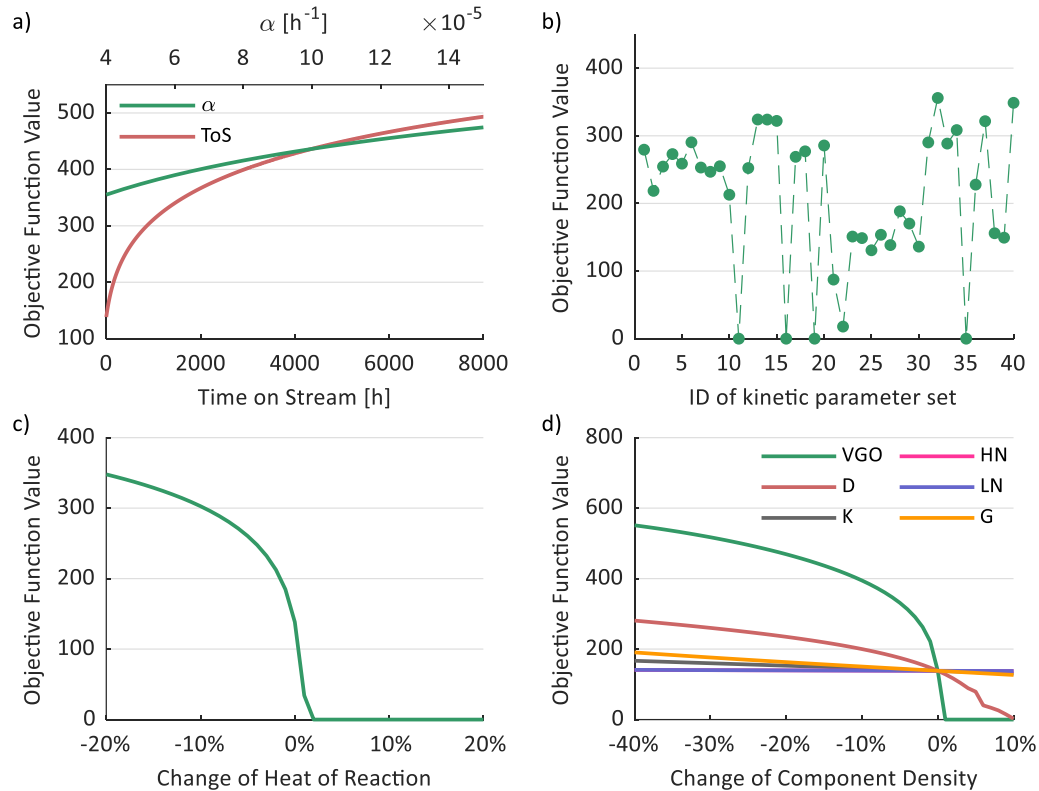 a)
α [h⁻¹]
×10⁻⁵
4 6 8 10 12 14
Objective Function Value
500
400
300
200
100
α
ToS
0 2000 4000 6000 8000
Time on Stream [h]
b)
Objective Function Value
400
300
200
100
0
0 5 10 15 20 25 30 35 40
ID of kinetic parameter set
c)
Objective Function Value
400
300
200
100
0
-20% -10% 0% 10% 20%
Change of Heat of Reaction
d)
Objective Function Value
800
600
400
200
0
VGO HN
D LN
K G
-40% -30% -20% -10% 0% 10%
Change of Component Density